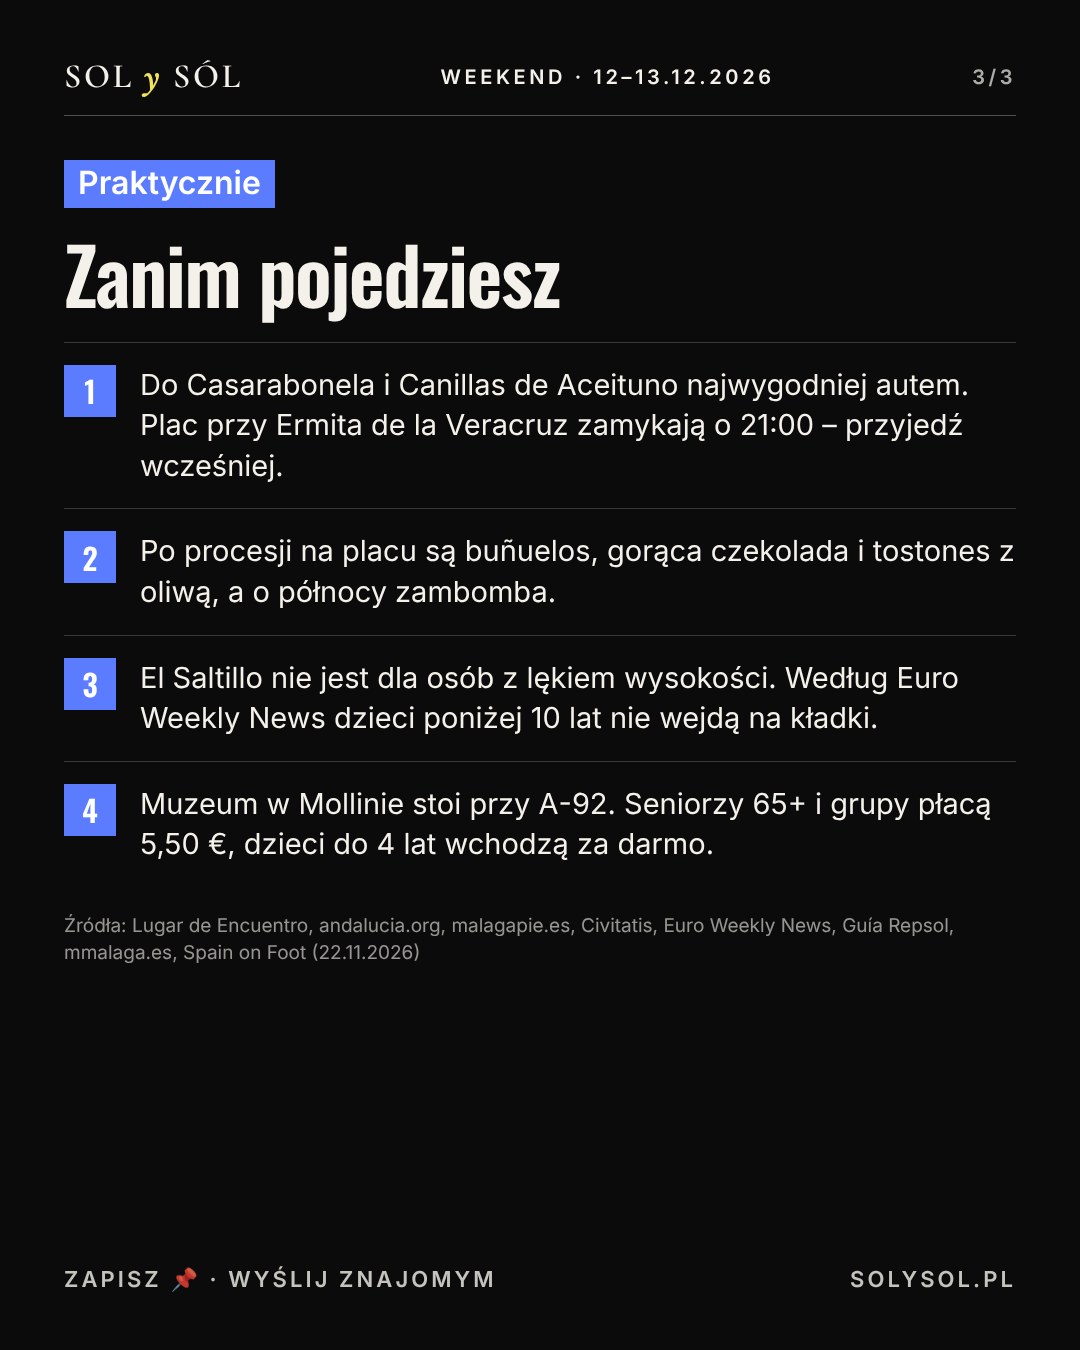 SOL y SÓL
WEEKEND · 12–13.12.2026
3/3
Praktycznie
Zanim pojedziesz
1
Do Casarabonela i Canillas de Aceituno najwygodniej autem.
Plac przy Ermita de la Veracruz zamykają o 21:00 – przyjedź
wcześniej.
2
Po procesji na placu są buñuelos, gorąca czekolada i tostones z
oliwą, a o północy zambomba.
3
El Saltillo nie jest dla osób z lękiem wysokości. Według Euro
Weekly News dzieci poniżej 10 lat nie wejdą na kładki.
4
Muzeum w Mollinie stoi przy A-92. Seniorzy 65+ i grupy płacą
5,50 €, dzieci do 4 lat wchodzą za darmo.
Źródła: Lugar de Encuentro, andalucia.org, malagapie.es, Civitatis, Euro Weekly News, Guía Repsol,
mmalaga.es, Spain on Foot (22.11.2026)
ZAPISZ 📌 · WYŚLIJ ZNAJOMYM
SOLYSOL.PL